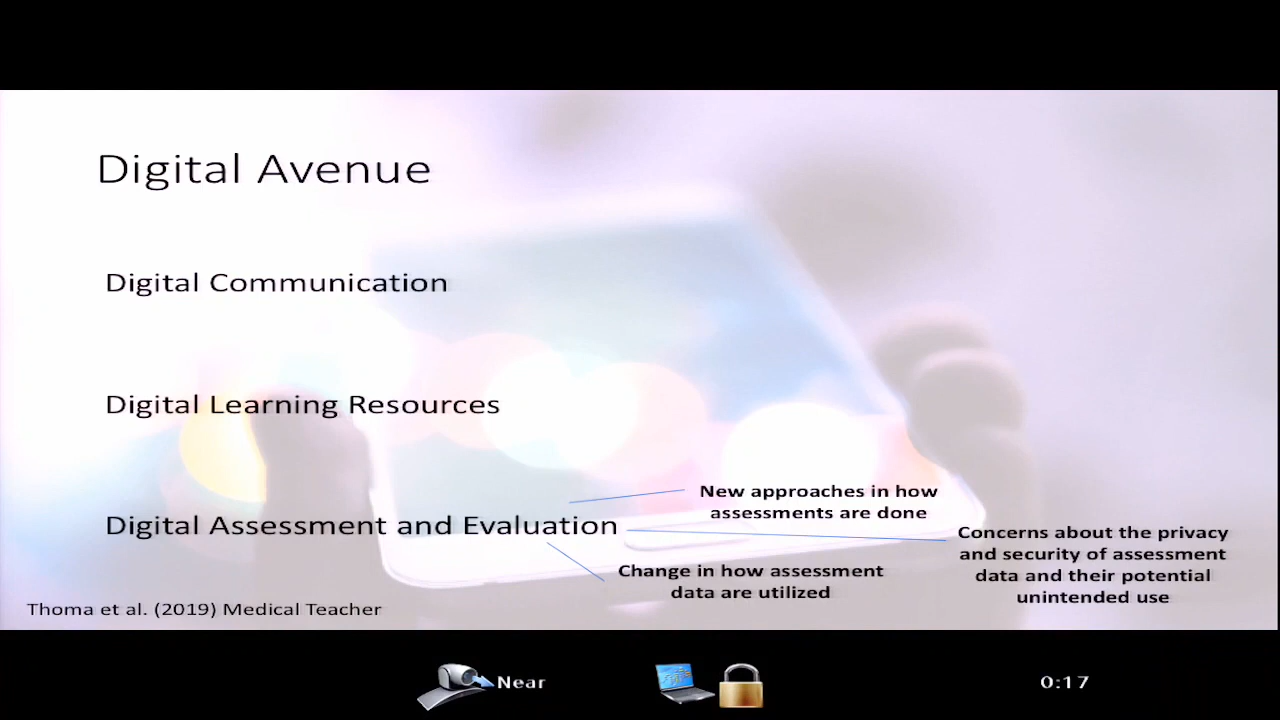 Digital Avenue
Digital Communication
Digital Learning Resources
Digital Assessment and Evaluation
New approaches in how
assessments are done
Concerns about the privacy
and security of assessment
data and their potential
unintended use
Change in how assessment
data are utilized
Thoma et al. (2019) Medical Teacher
Near
0:17